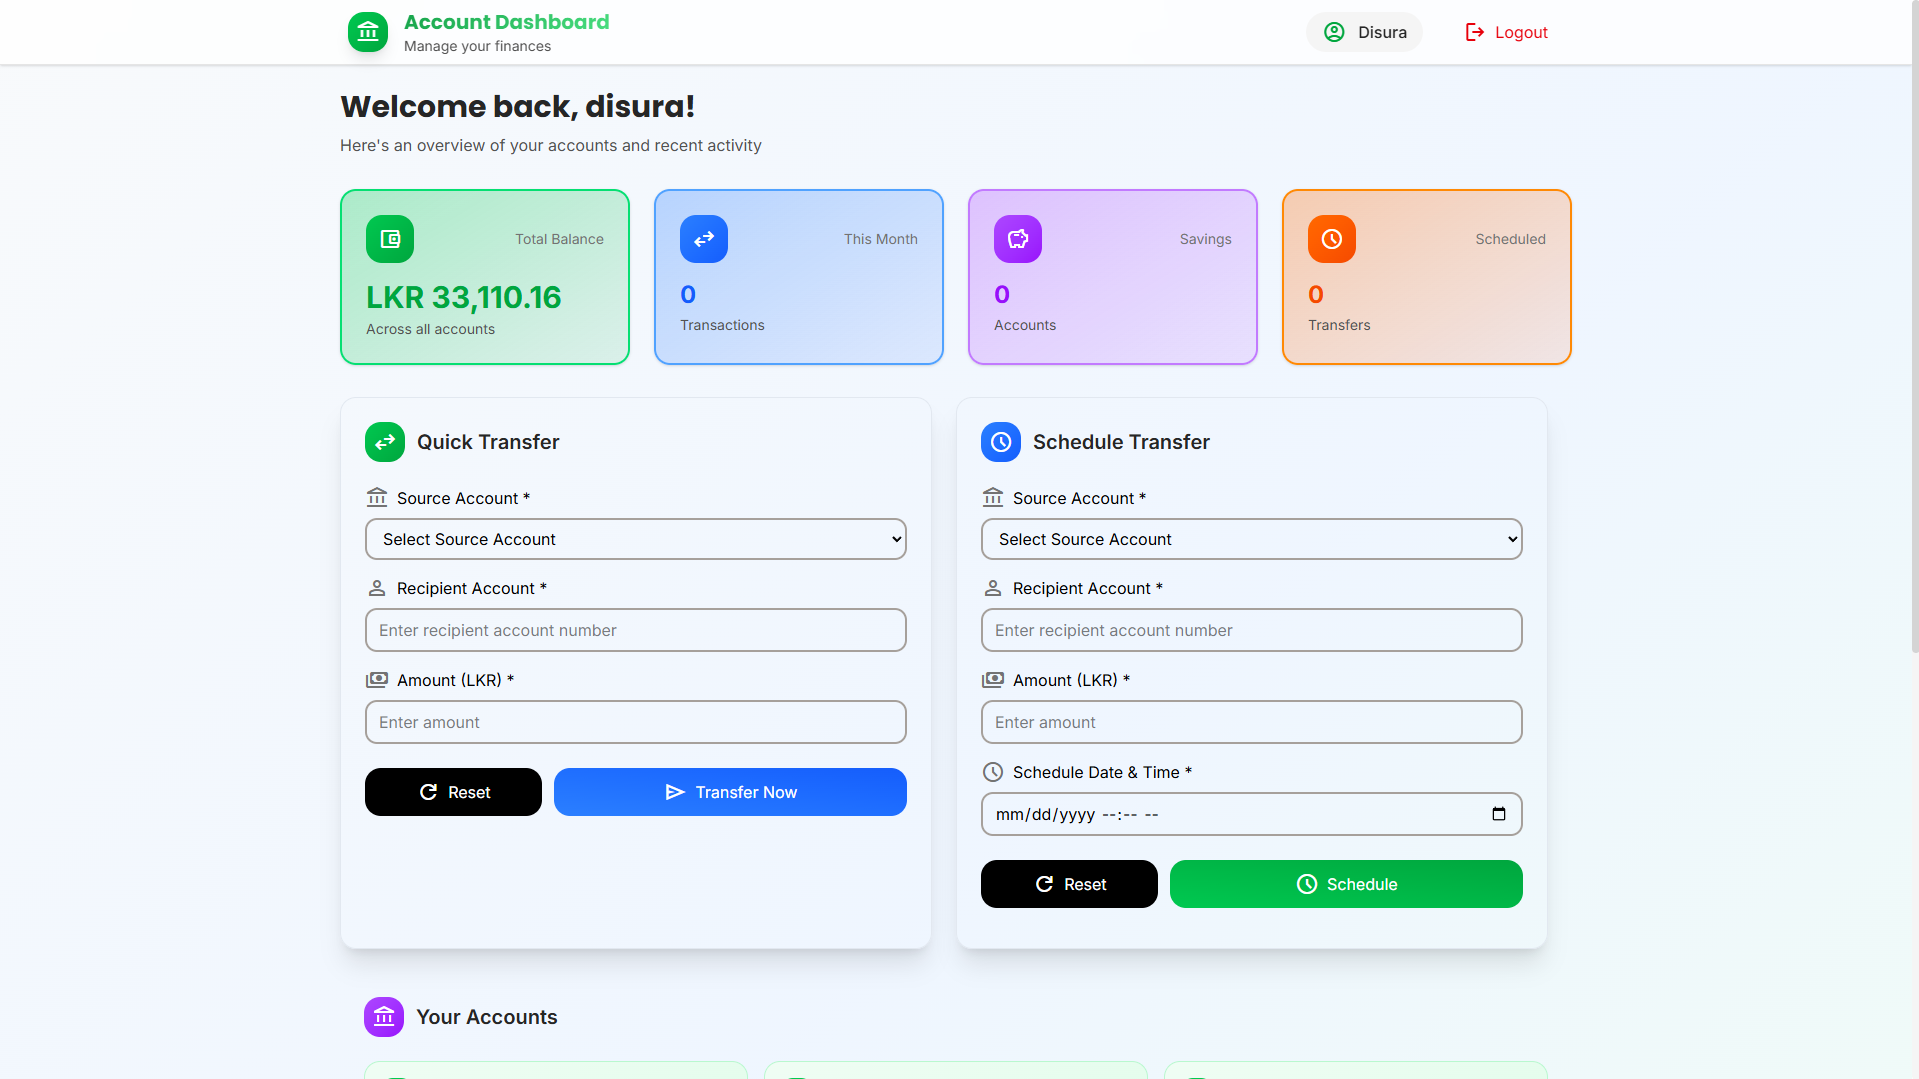 Account Dashboard
Manage your finances
Disura
Logout
Welcome back, disura!
Here's an overview of your accounts and recent activity
Total Balance
LKR 33,110.16
Across all accounts
This Month
0
Transactions
Savings
0
Accounts
Scheduled
0
Transfers
Quick Transfer
Source Account *
Select Source Account
Recipient Account *
Enter recipient account number
Amount (LKR) *
Enter amount
Reset
Transfer Now
Schedule Transfer
Source Account *
Select Source Account
Recipient Account *
Enter recipient account number
Amount (LKR) *
Enter amount
Schedule Date & Time *
mm/dd/yyyy --:-- --
Reset
Schedule
Your Accounts